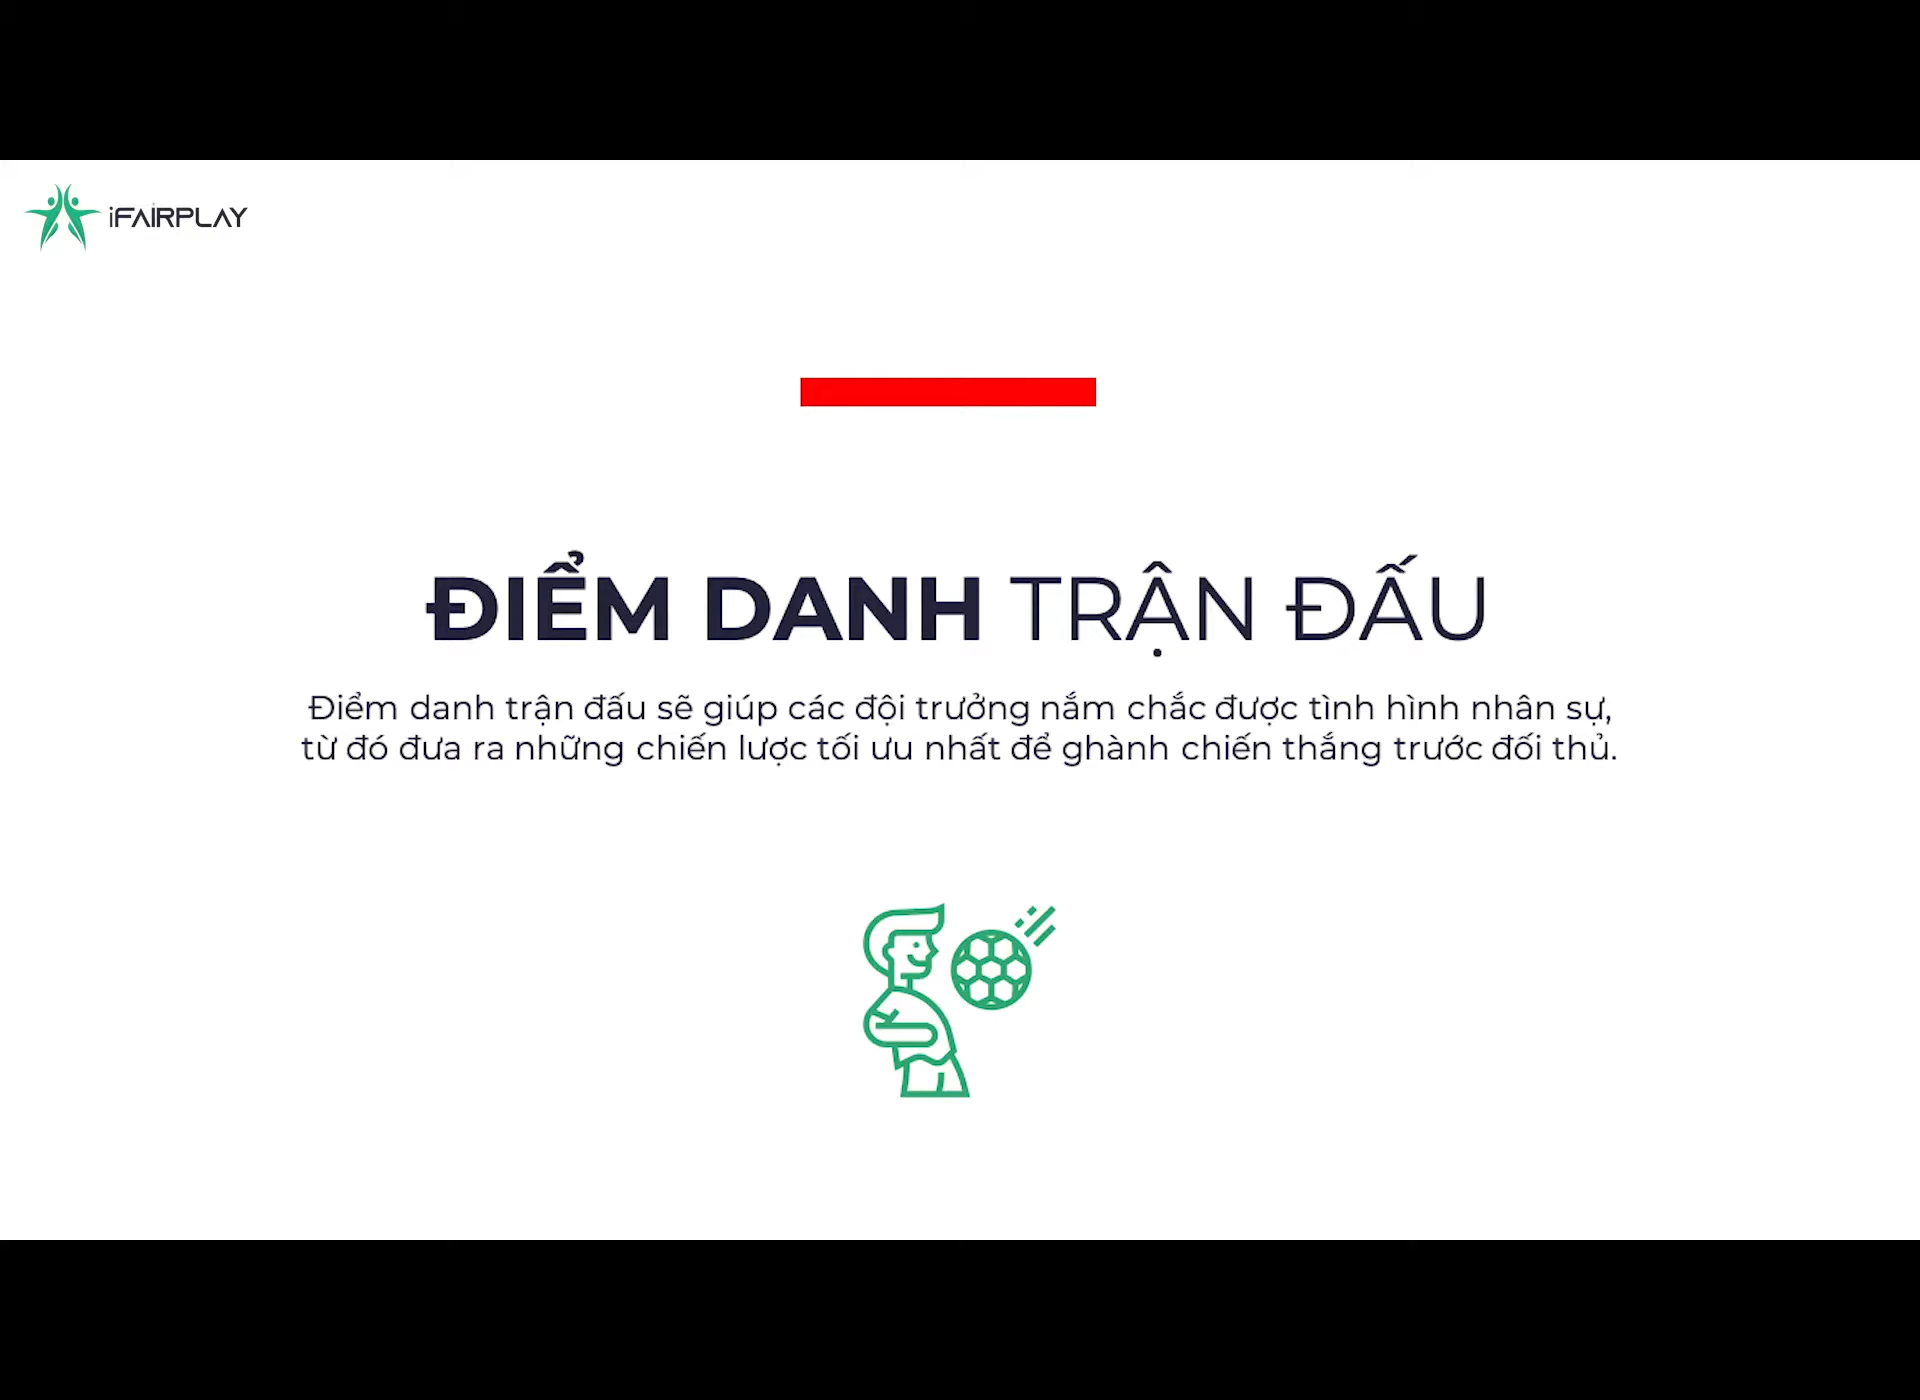 iFAIRPLAY
ĐIỂM DANH TRẬN ĐẤU
Điểm danh trận đấu sẽ giúp các đội trưởng nắm chắc được tình hình nhân sự,
từ đó đưa ra những chiến lược tối ưu nhất để ghành chiến thắng trước đối thủ.